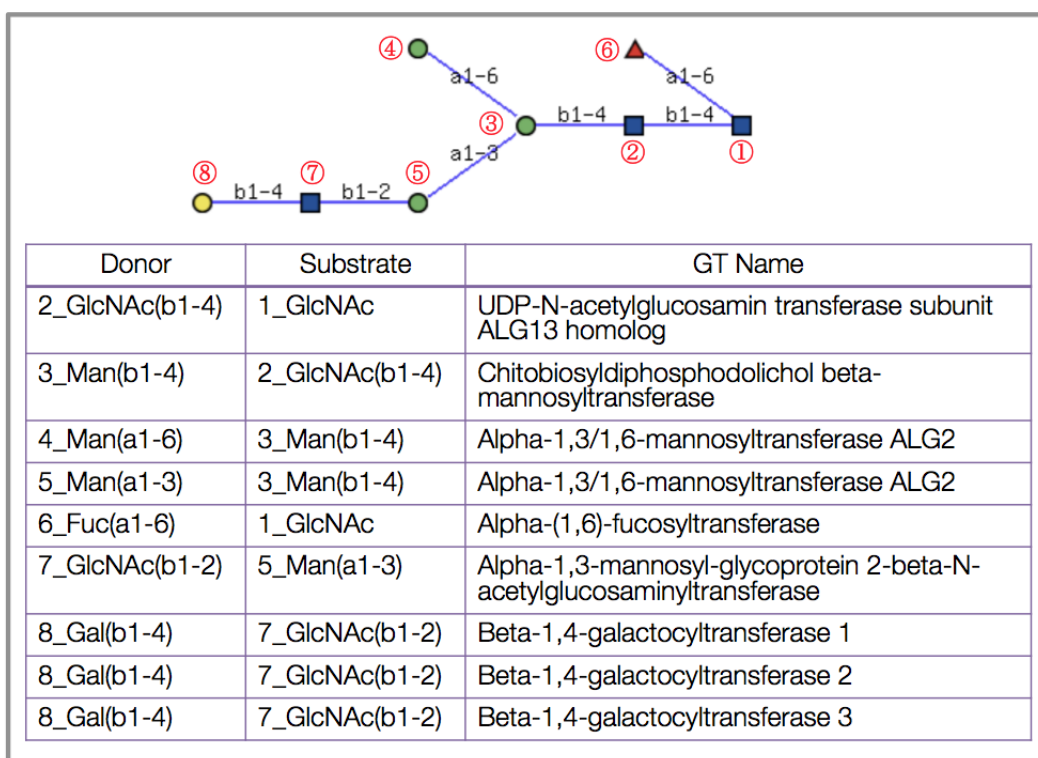 ④ a1-6 ⑥ a1-6
③ b1-4 b1-4
② ①
a1-3
⑧ b1-4 ⑦ b1-2 ⑤
Donor Substrate GT Name
2_GlcNAc(b1-4) 1_GlcNAc UDP-N-acetylglucosamin transferase subunit
ALG13 homolog
3_Man(b1-4) 2_GlcNAc(b1-4) Chitobiosyldiphosphodolichol beta-
mannosyltransferase
4_Man(a1-6) 3_Man(b1-4) Alpha-1,3/1,6-mannosyltransferase ALG2
5_Man(a1-3) 3_Man(b1-4) Alpha-1,3/1,6-mannosyltransferase ALG2
6_Fuc(a1-6) 1_GlcNAc Alpha-(1,6)-fucosyltransferase
7_GlcNAc(b1-2) 5_Man(a1-3) Alpha-1,3-mannosyl-glycoprotein 2-beta-N-
acetylglucosaminyltransferase
8_Gal(b1-4) 7_GlcNAc(b1-2) Beta-1,4-galactocyltransferase 1
8_Gal(b1-4) 7_GlcNAc(b1-2) Beta-1,4-galactocyltransferase 2
8_Gal(b1-4) 7_GlcNAc(b1-2) Beta-1,4-galactocyltransferase 3